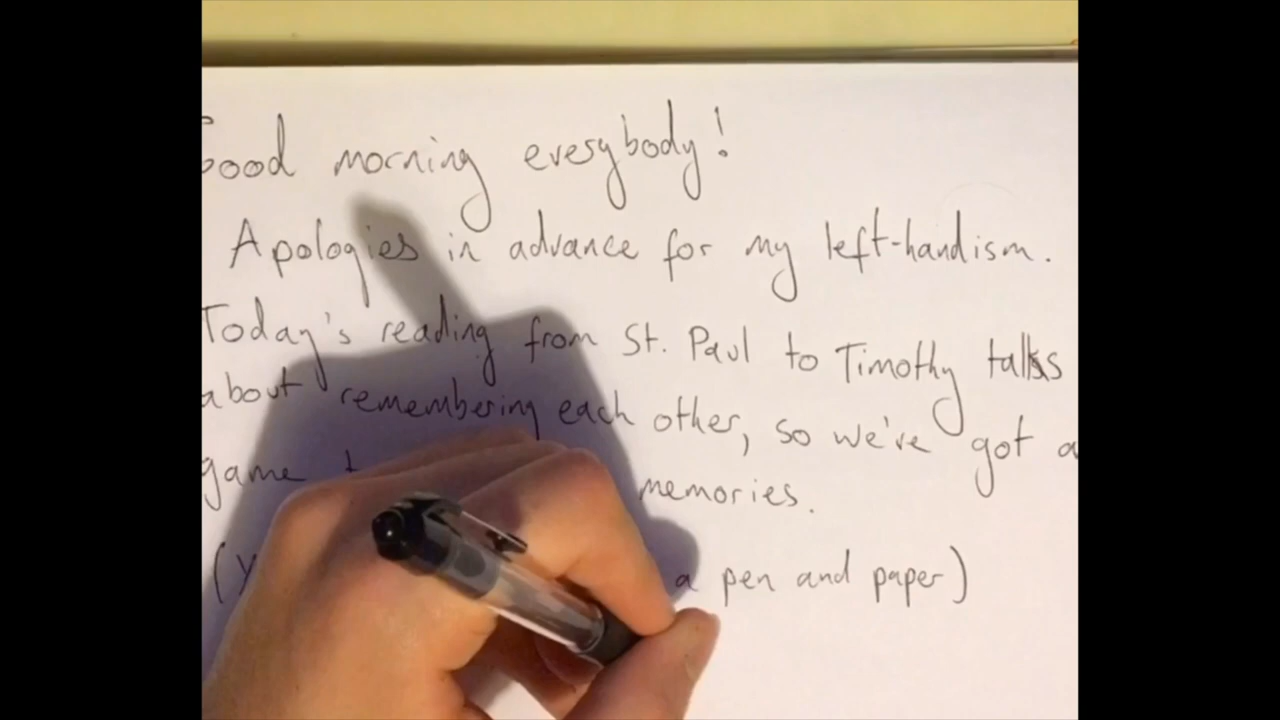 Good morning everybody!
Apologies in advance for my left-handism.
Today's reading from St. Paul to Timothy talks
about remembering each other, so we've got a
game memories.
a pen and paper)